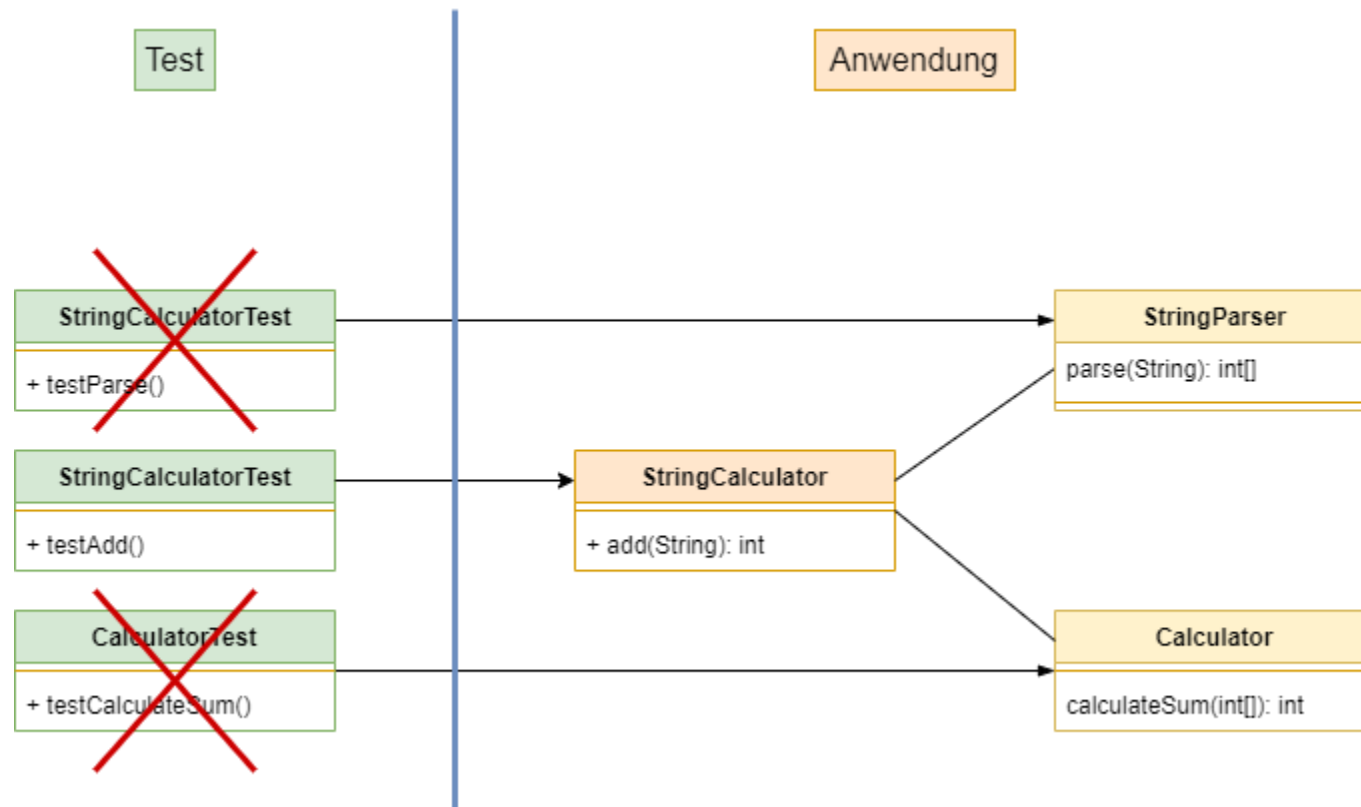 Test
Anwendung
StringCalculatorTest
+ testParse()
StringParser
parse(String): int[]
StringCalculatorTest
+ testAdd()
StringCalculator
+ add(String): int
CalculatorTest
+ testCalculateSum()
Calculator
calculateSum(int[]): int